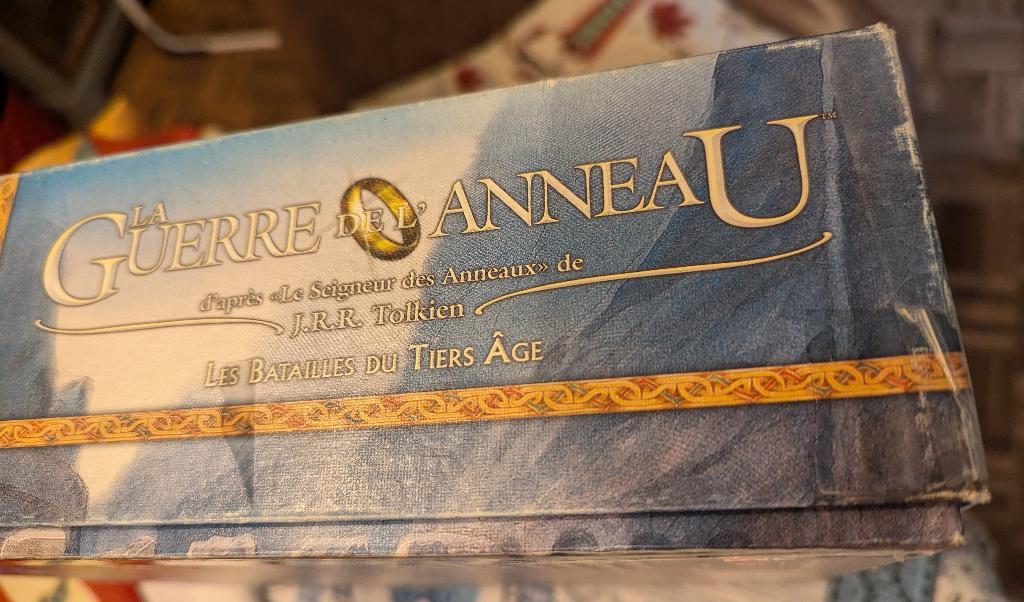 LA
GUERRE DE L'ANNEAU™
d'après «Le Seigneur des Anneaux» de
J.R.R. Tolkien
LES BATAILLES DU TIERS ÂGE